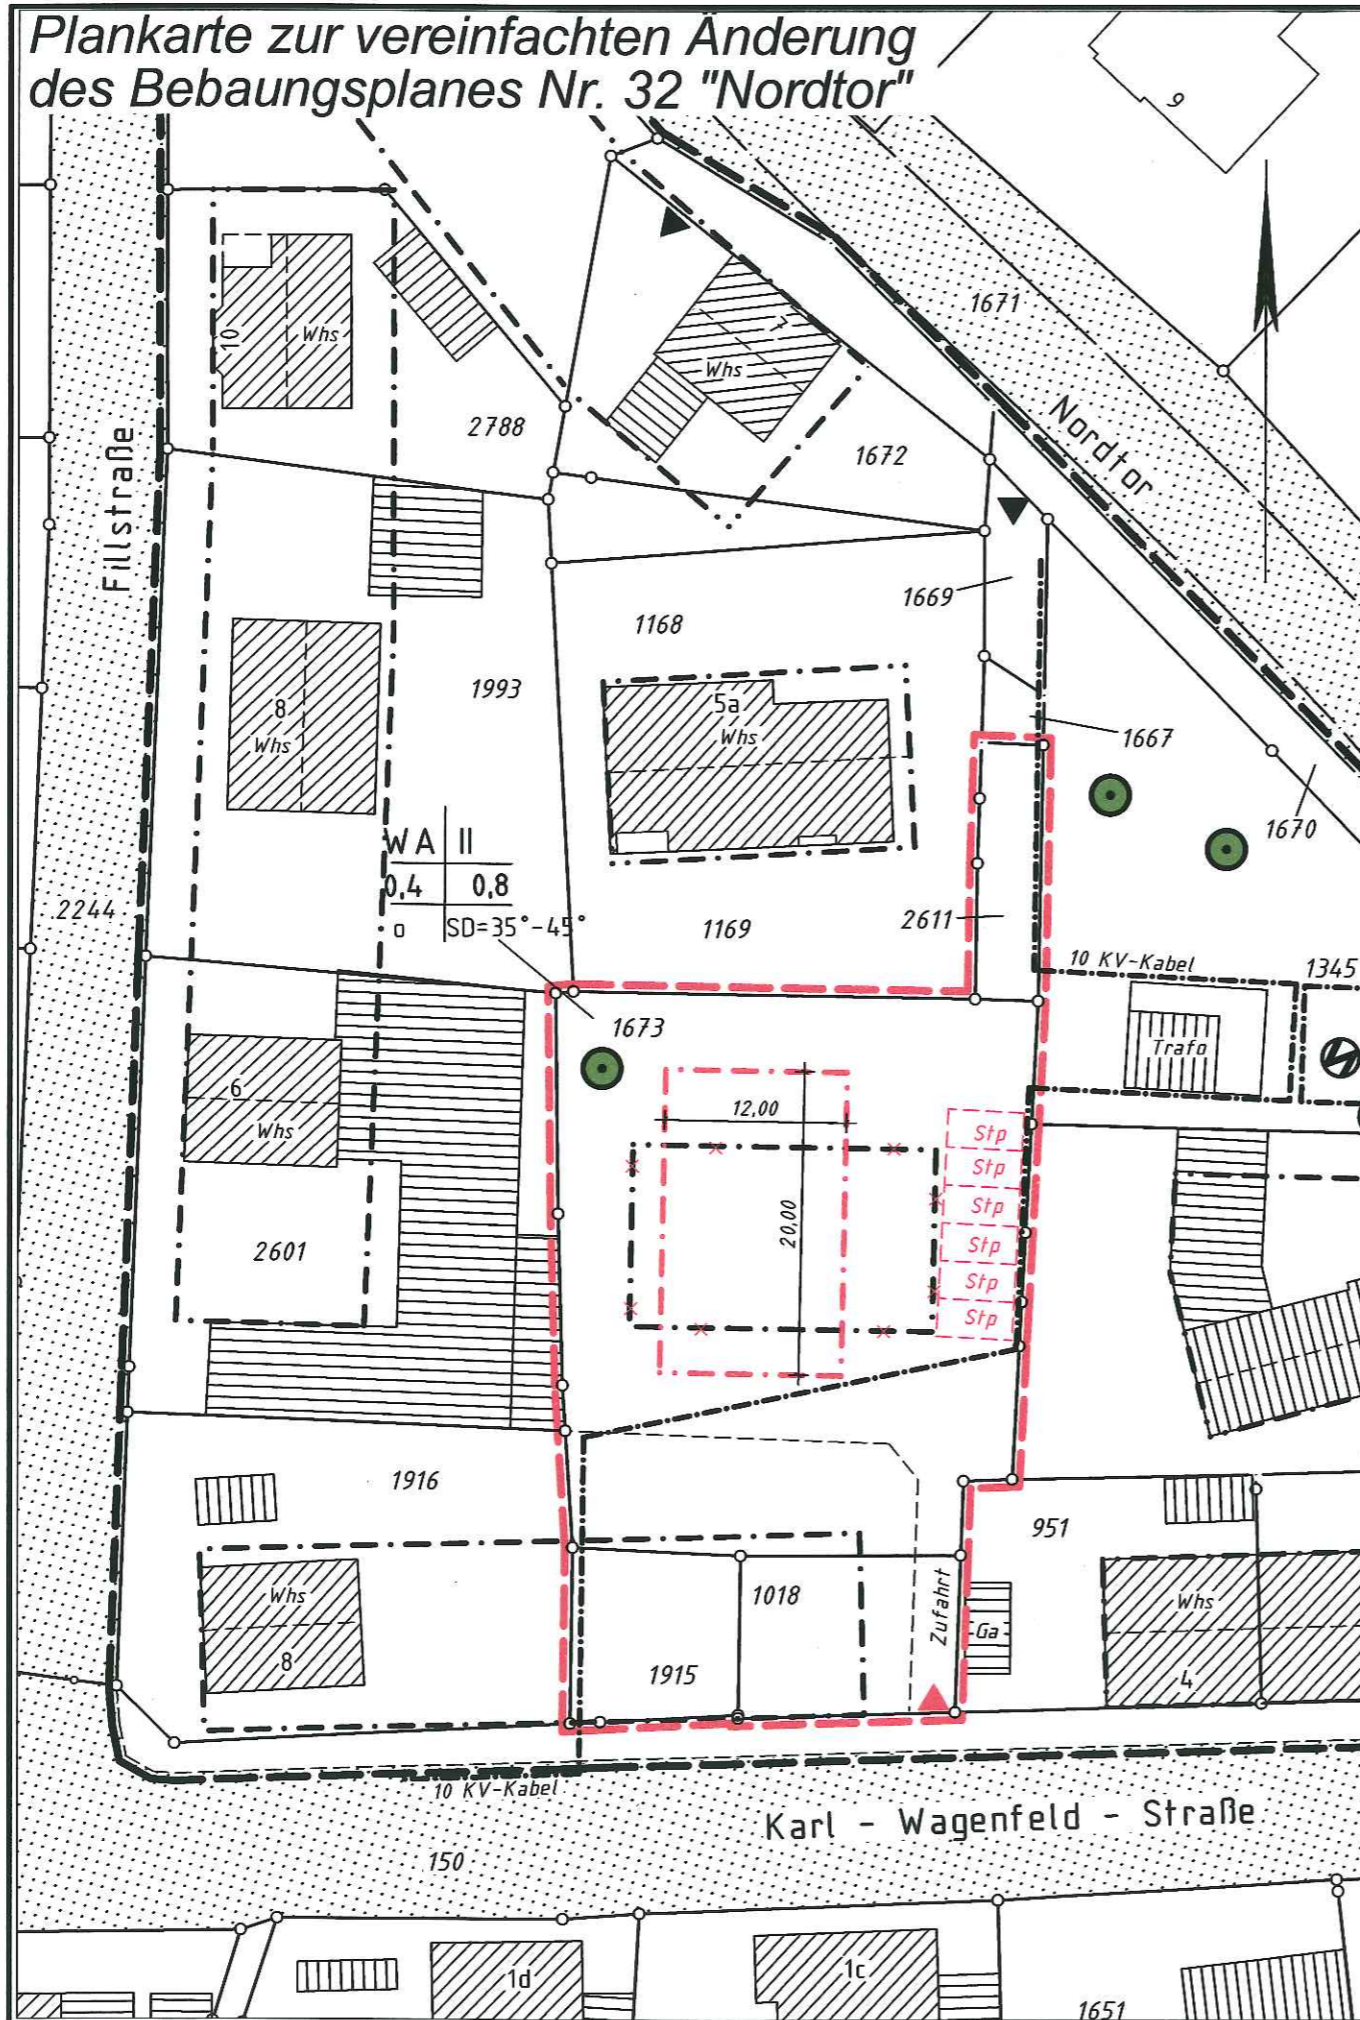 Plankarte zur vereinfachten Änderung
des Bebaungsplanes Nr. 32 "Nordtor"
9
1671
Nordtor
10
Whs
7
Whs
2788
1672
Fillstraße
1669
1168
1993
5a
Whs
8
Whs
1667
1670
WA II
0,4 0,8
o SD=35°-45°
2244
1169
2611
10 KV-Kabel
1345
1673
Trafo
6
Whs
12,00
20,00
Stp
Stp
Stp
Stp
Stp
Stp
2601
1916
951
Whs
8
1018
1915
Zufahrt
Ga
Whs
4
10 KV-Kabel
Karl - Wagenfeld - Straße
150
1d
1c
1651